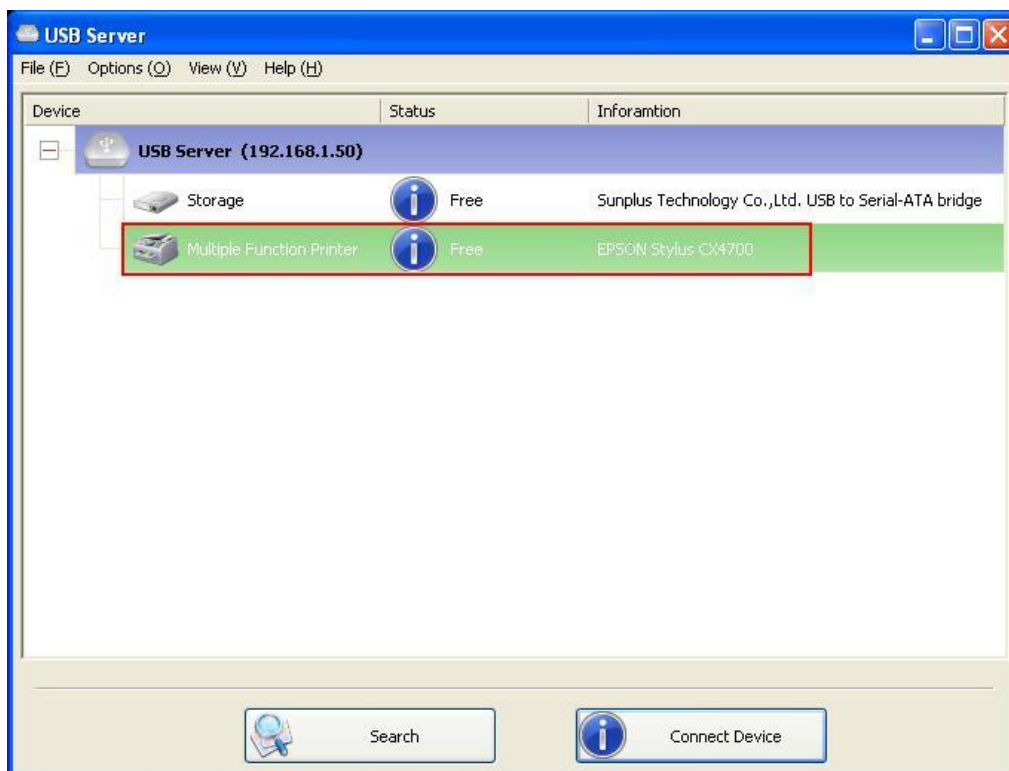 USB Server
File (F) Options (O) View (V) Help (H)
Device Status Inforamtion
USB Server (192.168.1.50)
Storage Free Sunplus Technology Co.,Ltd. USB to Serial-ATA bridge
Multiple Function Printer Free EPSON Stylus CX4700
Search Connect Device